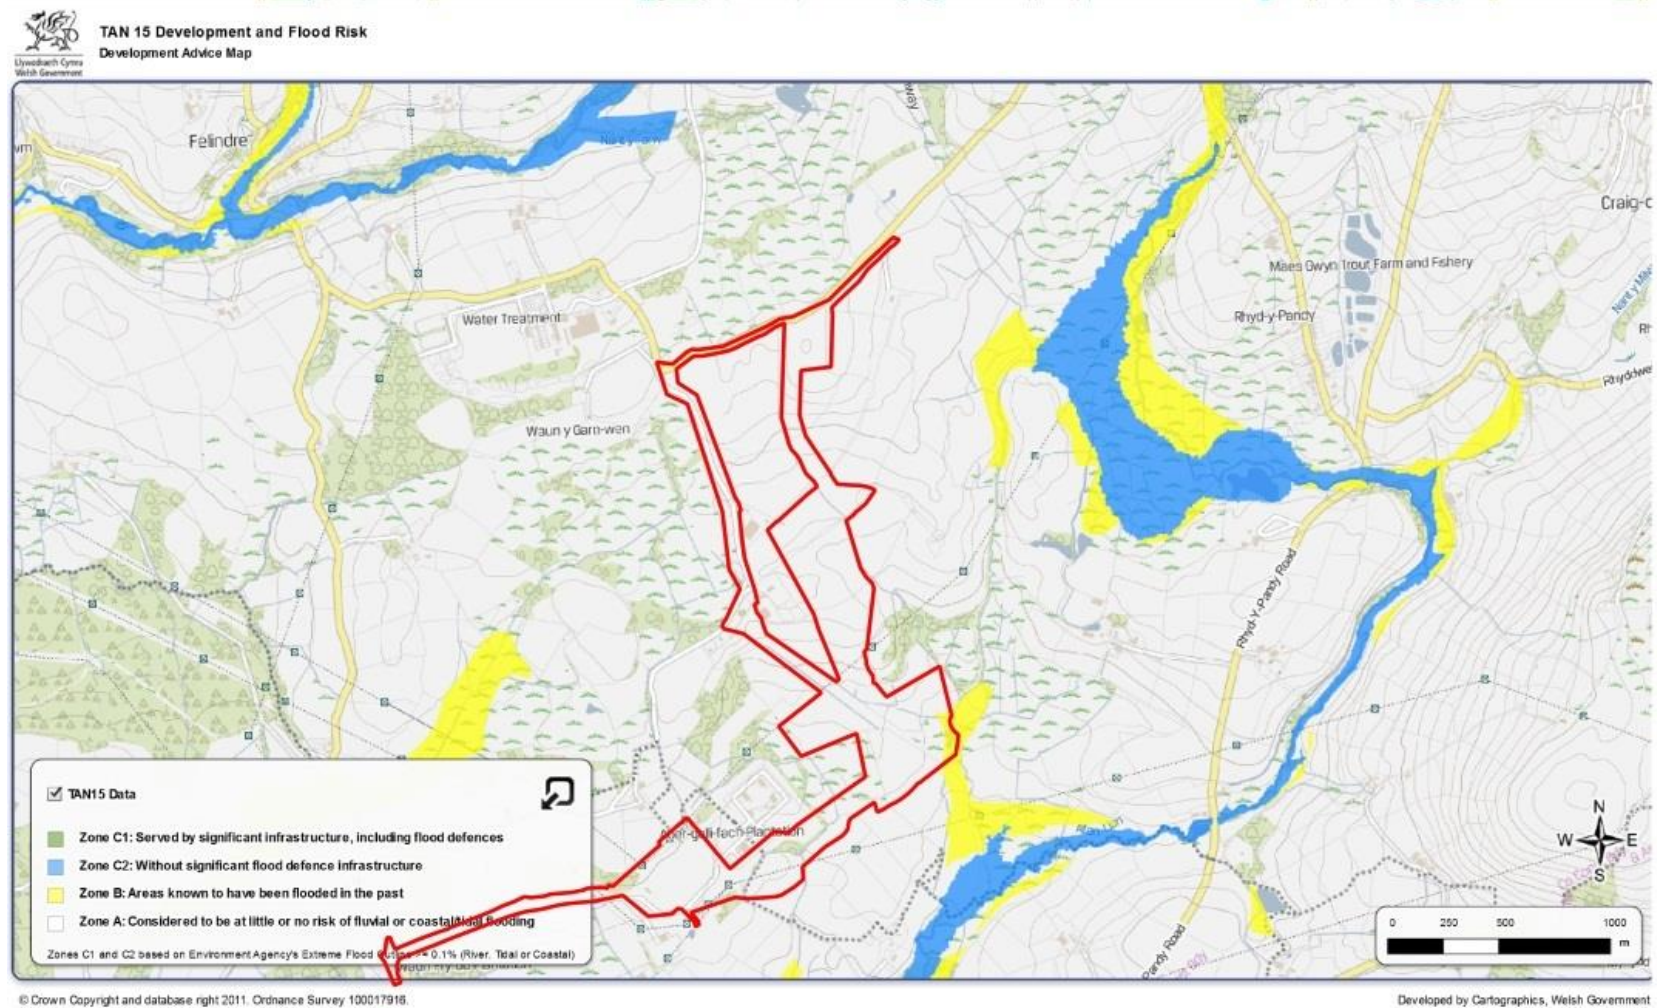 Llywodraeth Cymru
Welsh Government
TAN 15 Development and Flood Risk
Development Advice Map
Felindre
Craig-c
Maes Gwyn Trout Farm and Fishery
Rhyd-y-Pandy
Water Treatment
Waun y Garn-wen
Rhyd-Y-Pandy Road
TAN15 Data
Zone C1: Served by significant infrastructure, including flood defences
Zone C2: Without significant flood defence infrastructure
Zone B: Areas known to have been flooded in the past
Zone A: Considered to be at little or no risk of fluvial or coastal/tidal flooding
Zones C1 and C2 based on Environment Agency's Extreme Flood = 0.1% (River, Tidal or Coastal)
Afon Llan
Pandy Road
N
W E
S
0 250 500 1000
m
© Crown Copyright and database right 2011. Ordnance Survey 100017916.
Developed by Cartographics, Welsh Government